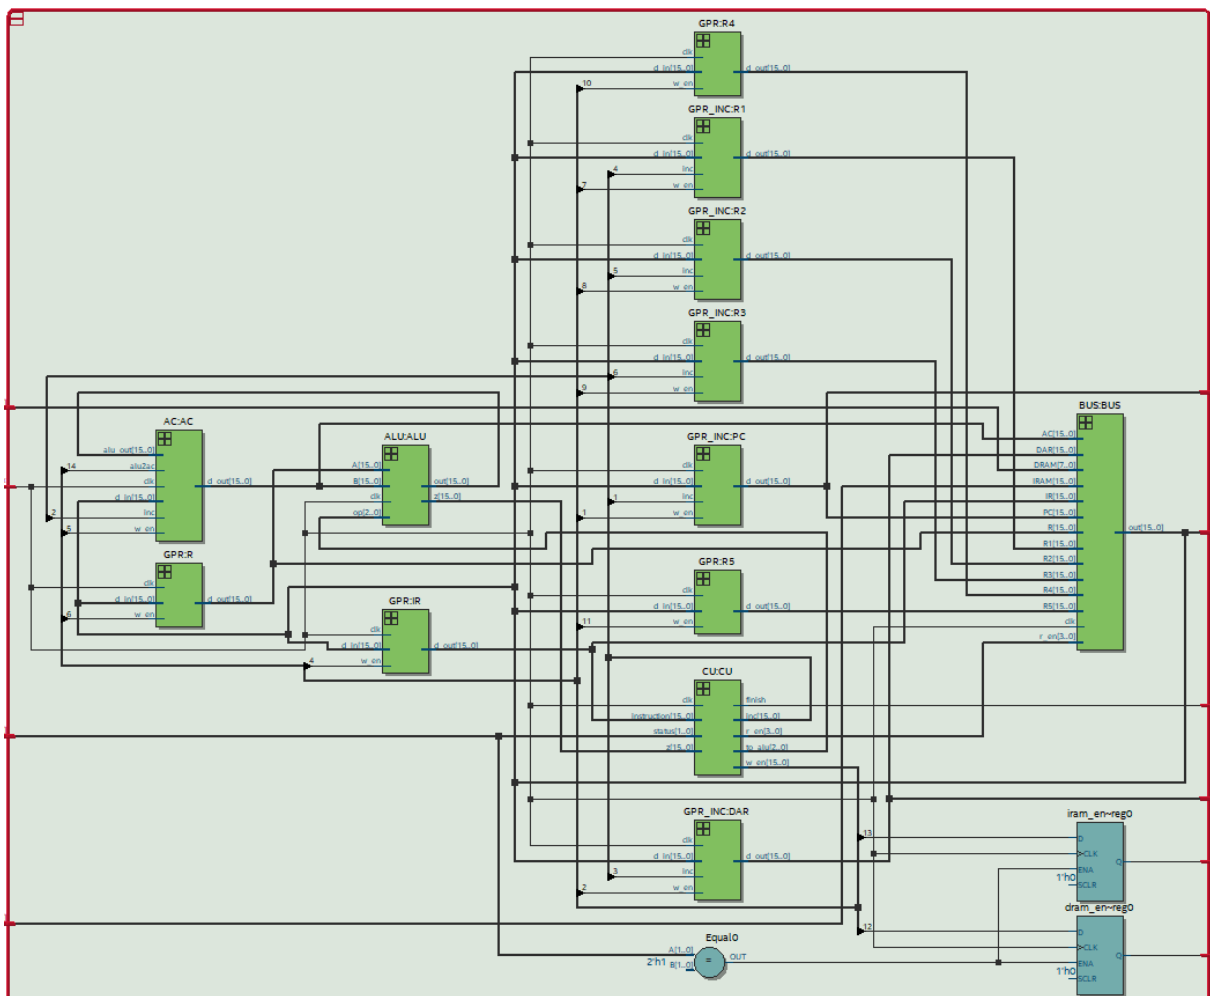 GPR:R4
clk
d_in[15..0]
d_out[15..0]
10
w_en
GPR_INC:R1
clk
d_in[15..0]
d_out[15..0]
4
inc
7
w_en
GPR_INC:R2
clk
d_in[15..0]
d_out[15..0]
5
inc
8
w_en
GPR_INC:R3
clk
d_in[15..0]
d_out[15..0]
6
inc
9
w_en
AC:AC
alu_out[15..0]
14
alu2ac
clk
d_in[15..0]
d_out[15..0]
2
inc
5
w_en
ALU:ALU
A[15..0]
B[15..0]
clk
op[2..0]
out[15..0]
z[15..0]
GPR_INC:PC
clk
d_in[15..0]
d_out[15..0]
1
inc
1
w_en
BUS:BUS
AC[15..0]
DAR[15..0]
DRAM[7..0]
IRAM[15..0]
IR[15..0]
PC[15..0]
R[15..0]
R1[15..0]
R2[15..0]
R3[15..0]
R4[15..0]
R5[15..0]
clk
r_en[3..0]
out[15..0]
GPR:R
clk
d_in[15..0]
d_out[15..0]
6
w_en
GPR:IR
clk
d_in[15..0]
d_out[15..0]
4
w_en
GPR:R5
clk
d_in[15..0]
d_out[15..0]
11
w_en
CU:CU
clk
instruction[15..0]
status[1..0]
z[15..0]
finish
inc[15..0]
r_en[3..0]
to_alu[2..0]
w_en[15..0]
GPR_INC:DAR
clk
d_in[15..0]
d_out[15..0]
3
inc
2
w_en
iram_en~reg0
13
D
CLK
ENA
1'h0
SCLR
Q
dram_en~reg0
12
D
CLK
ENA
1'h0
SCLR
Q
Equal0
A[1..0]
2'h1
B[1..0]
=
OUT